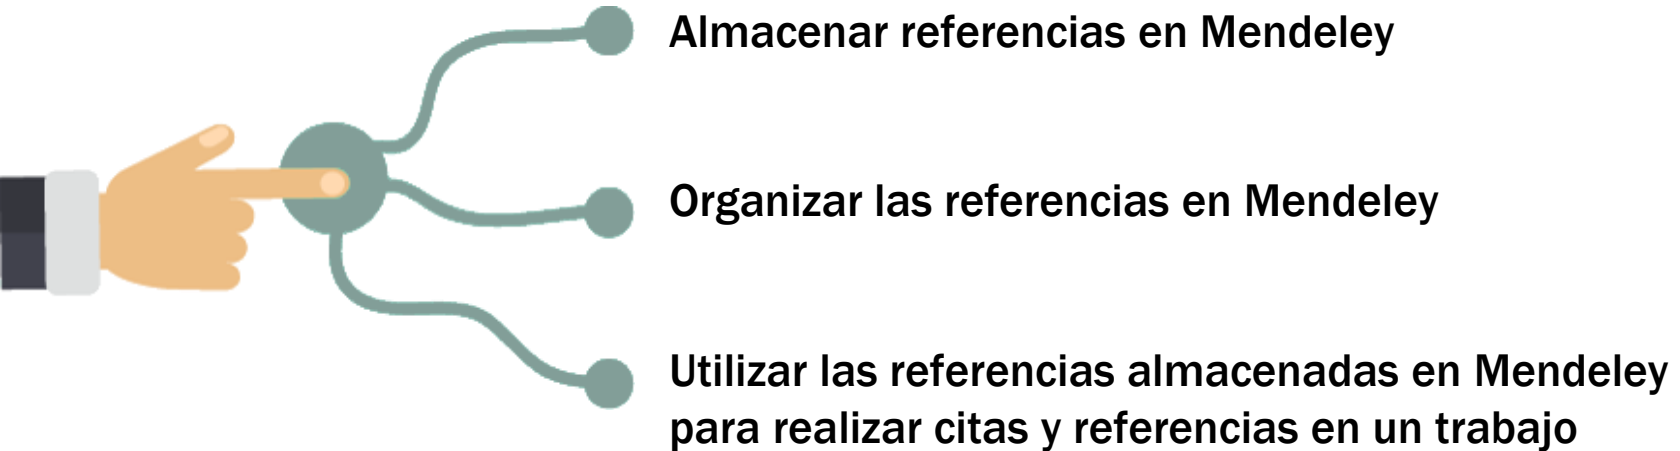 Almacenar referencias en Mendeley
Organizar las referencias en Mendeley
Utilizar las referencias almacenadas en Mendeley
para realizar citas y referencias en un trabajo